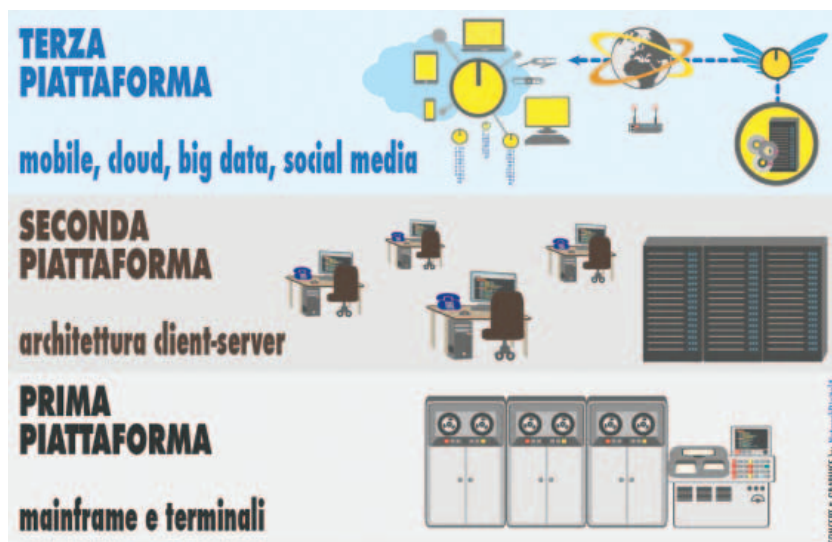 TERZA
PIATTAFORMA
mobile, cloud, big data, social media
SECONDA
PIATTAFORMA
architettura client-server
PRIMA
PIATTAFORMA
mainframe e terminali